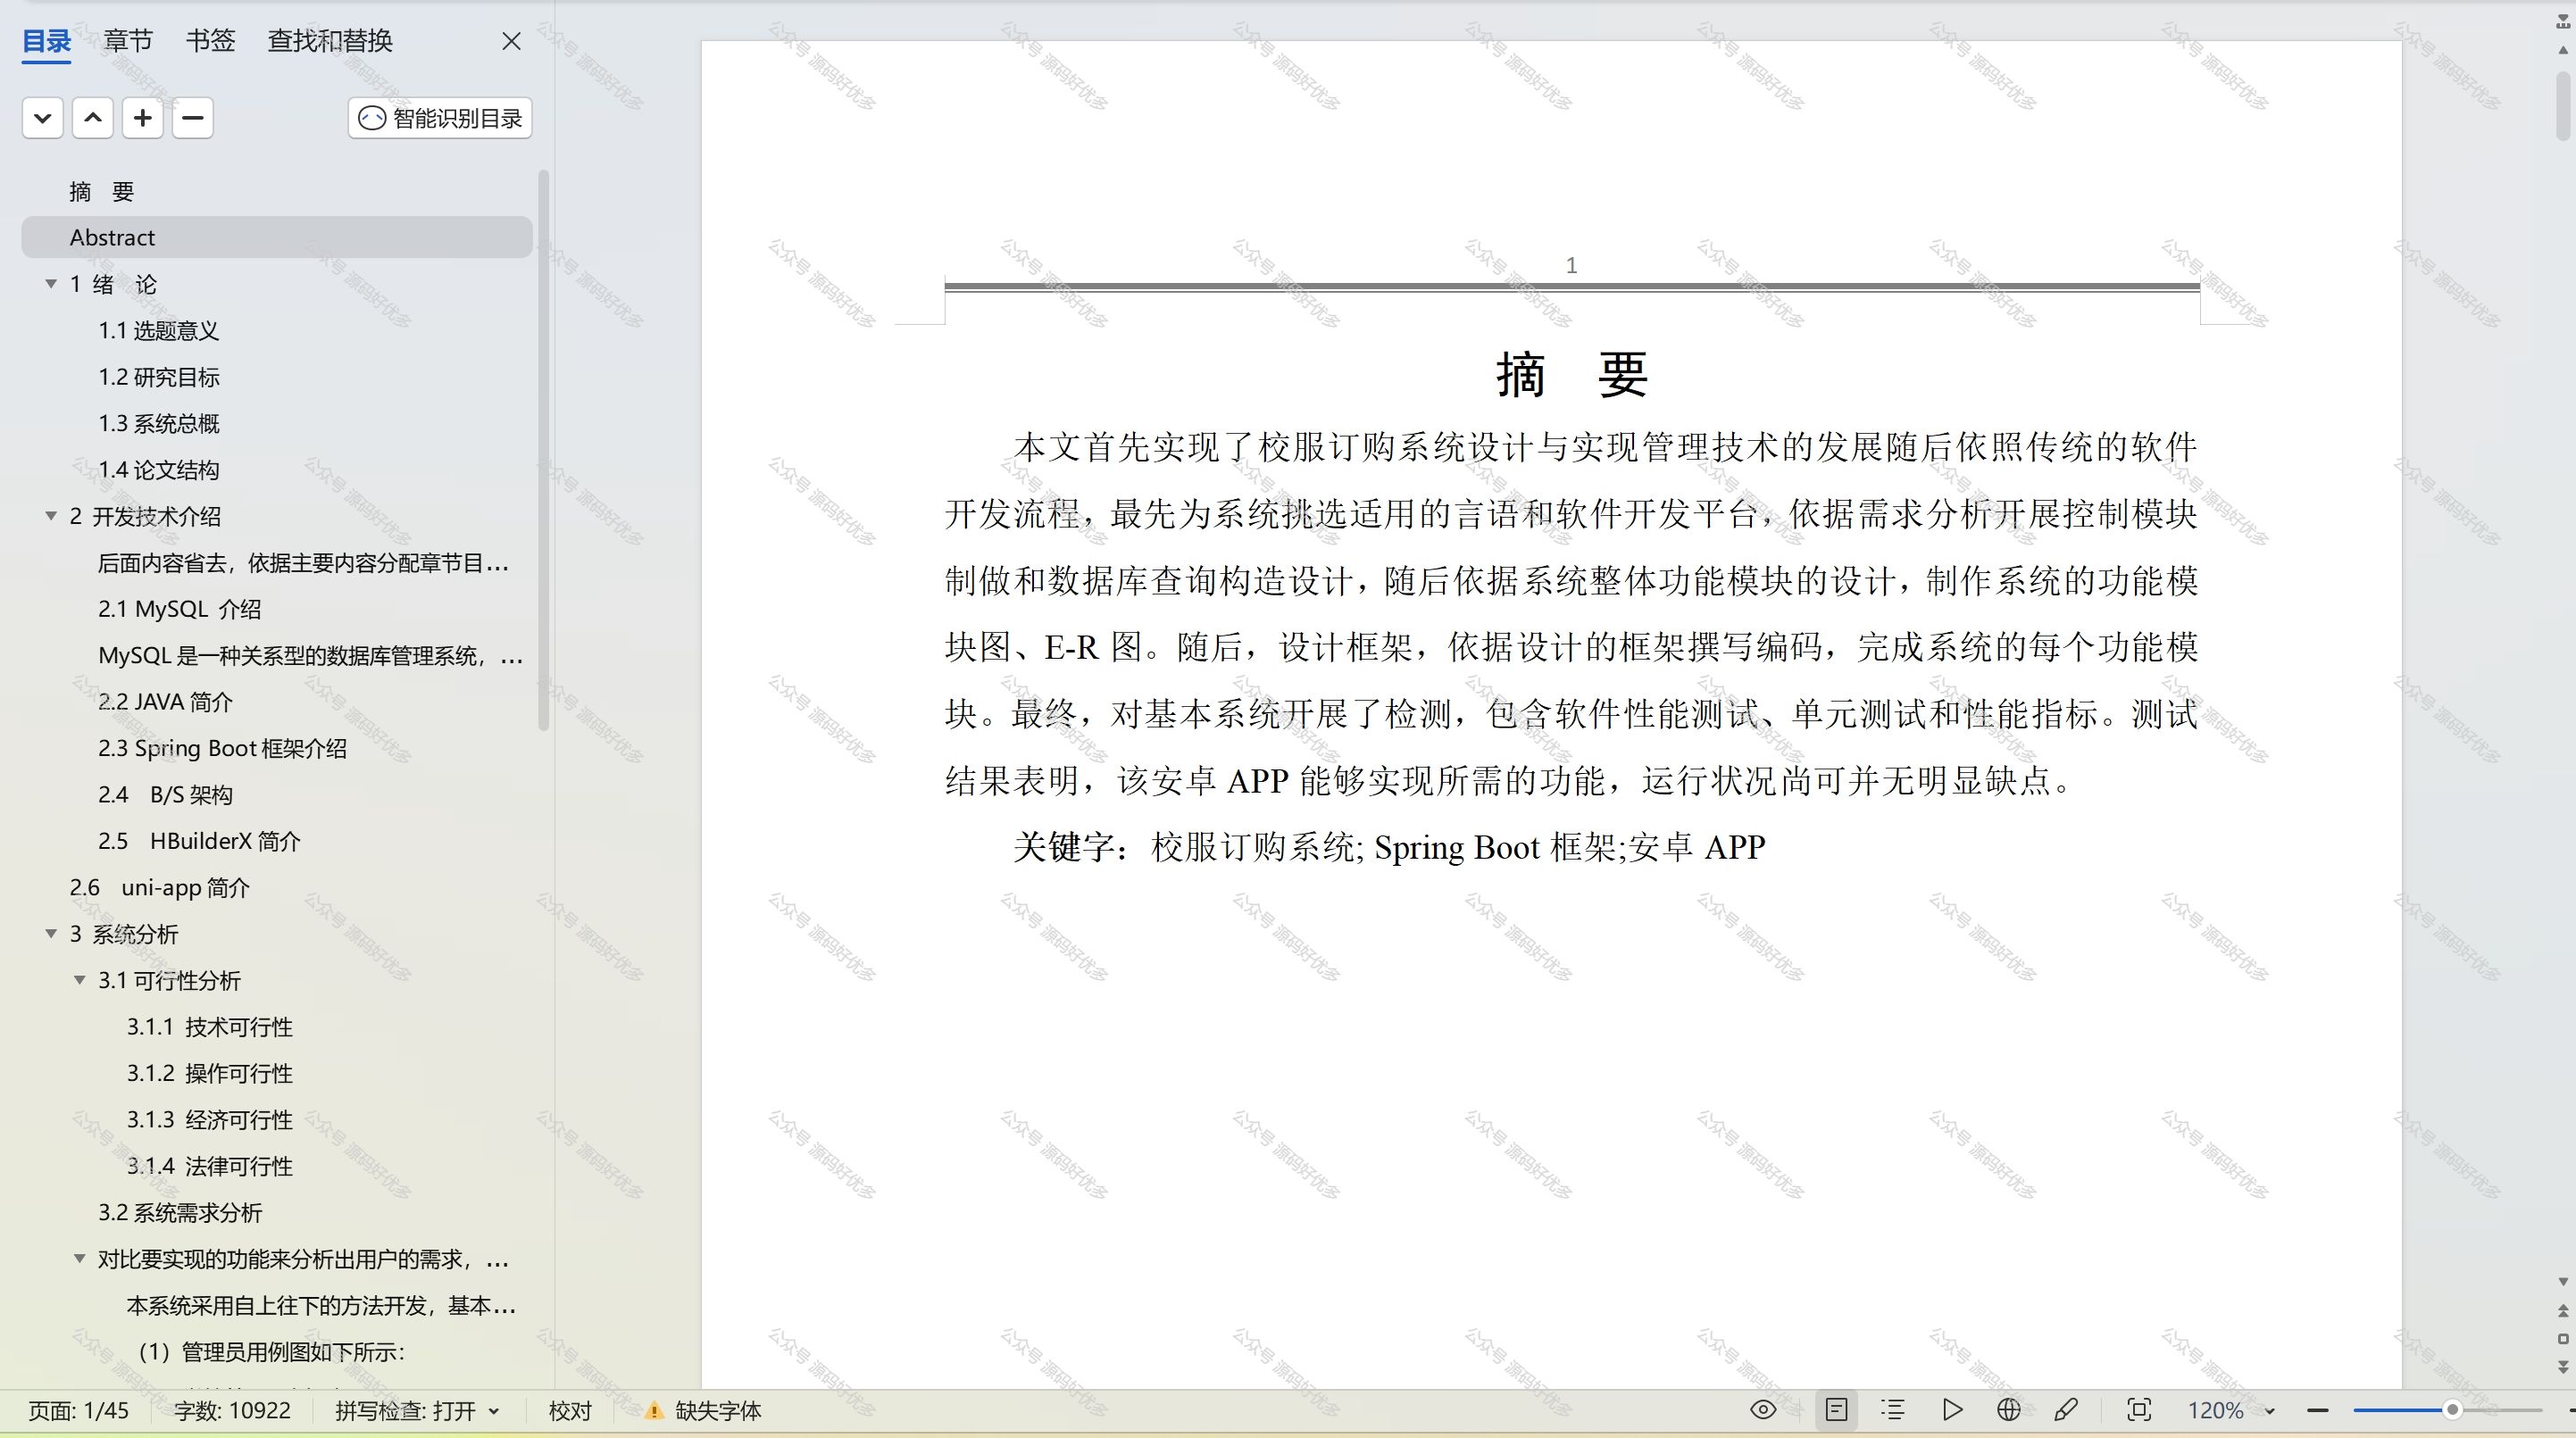 目录 章节 书签 查找和替换
智能识别目录
摘 要
Abstract
1 绪 论
1.1 选题意义
1.2 研究目标
1.3 系统总概
1.4 论文结构
2 开发技术介绍
后面内容省去，依据主要内容分配章节目...
2.1 MySQL 介绍
MySQL 是一种关系型的数据库管理系统，...
2.2 JAVA 简介
2.3 Spring Boot 框架介绍
2.4 B/S 架构
2.5 HBuilderX 简介
2.6 uni-app 简介
3 系统分析
3.1 可行性分析
3.1.1 技术可行性
3.1.2 操作可行性
3.1.3 经济可行性
3.1.4 法律可行性
3.2 系统需求分析
对比要实现的功能来分析出用户的需求，...
本系统采用自上往下的方法开发，基本...
（1）管理员用例图如下所示：
1
摘 要
本文首先实现了校服订购系统设计与实现管理技术的发展随后依照传统的软件
开发流程，最先为系统挑选适用的言语和软件开发平台，依据需求分析开展控制模块
制做和数据库查询构造设计，随后依据系统整体功能模块的设计，制作系统的功能模
块图、E-R 图。随后，设计框架，依据设计的框架撰写编码，完成系统的每个功能模
块。最终，对基本系统开展了检测，包含软件性能测试、单元测试和性能指标。测试
结果表明，该安卓 APP 能够实现所需的功能，运行状况尚可并无明显缺点。
关键字：校服订购系统; Spring Boot 框架;安卓 APP
页面: 1/45 字数: 10922 拼写检查: 打开 校对 缺失字体 120%
公众号 源码好优多